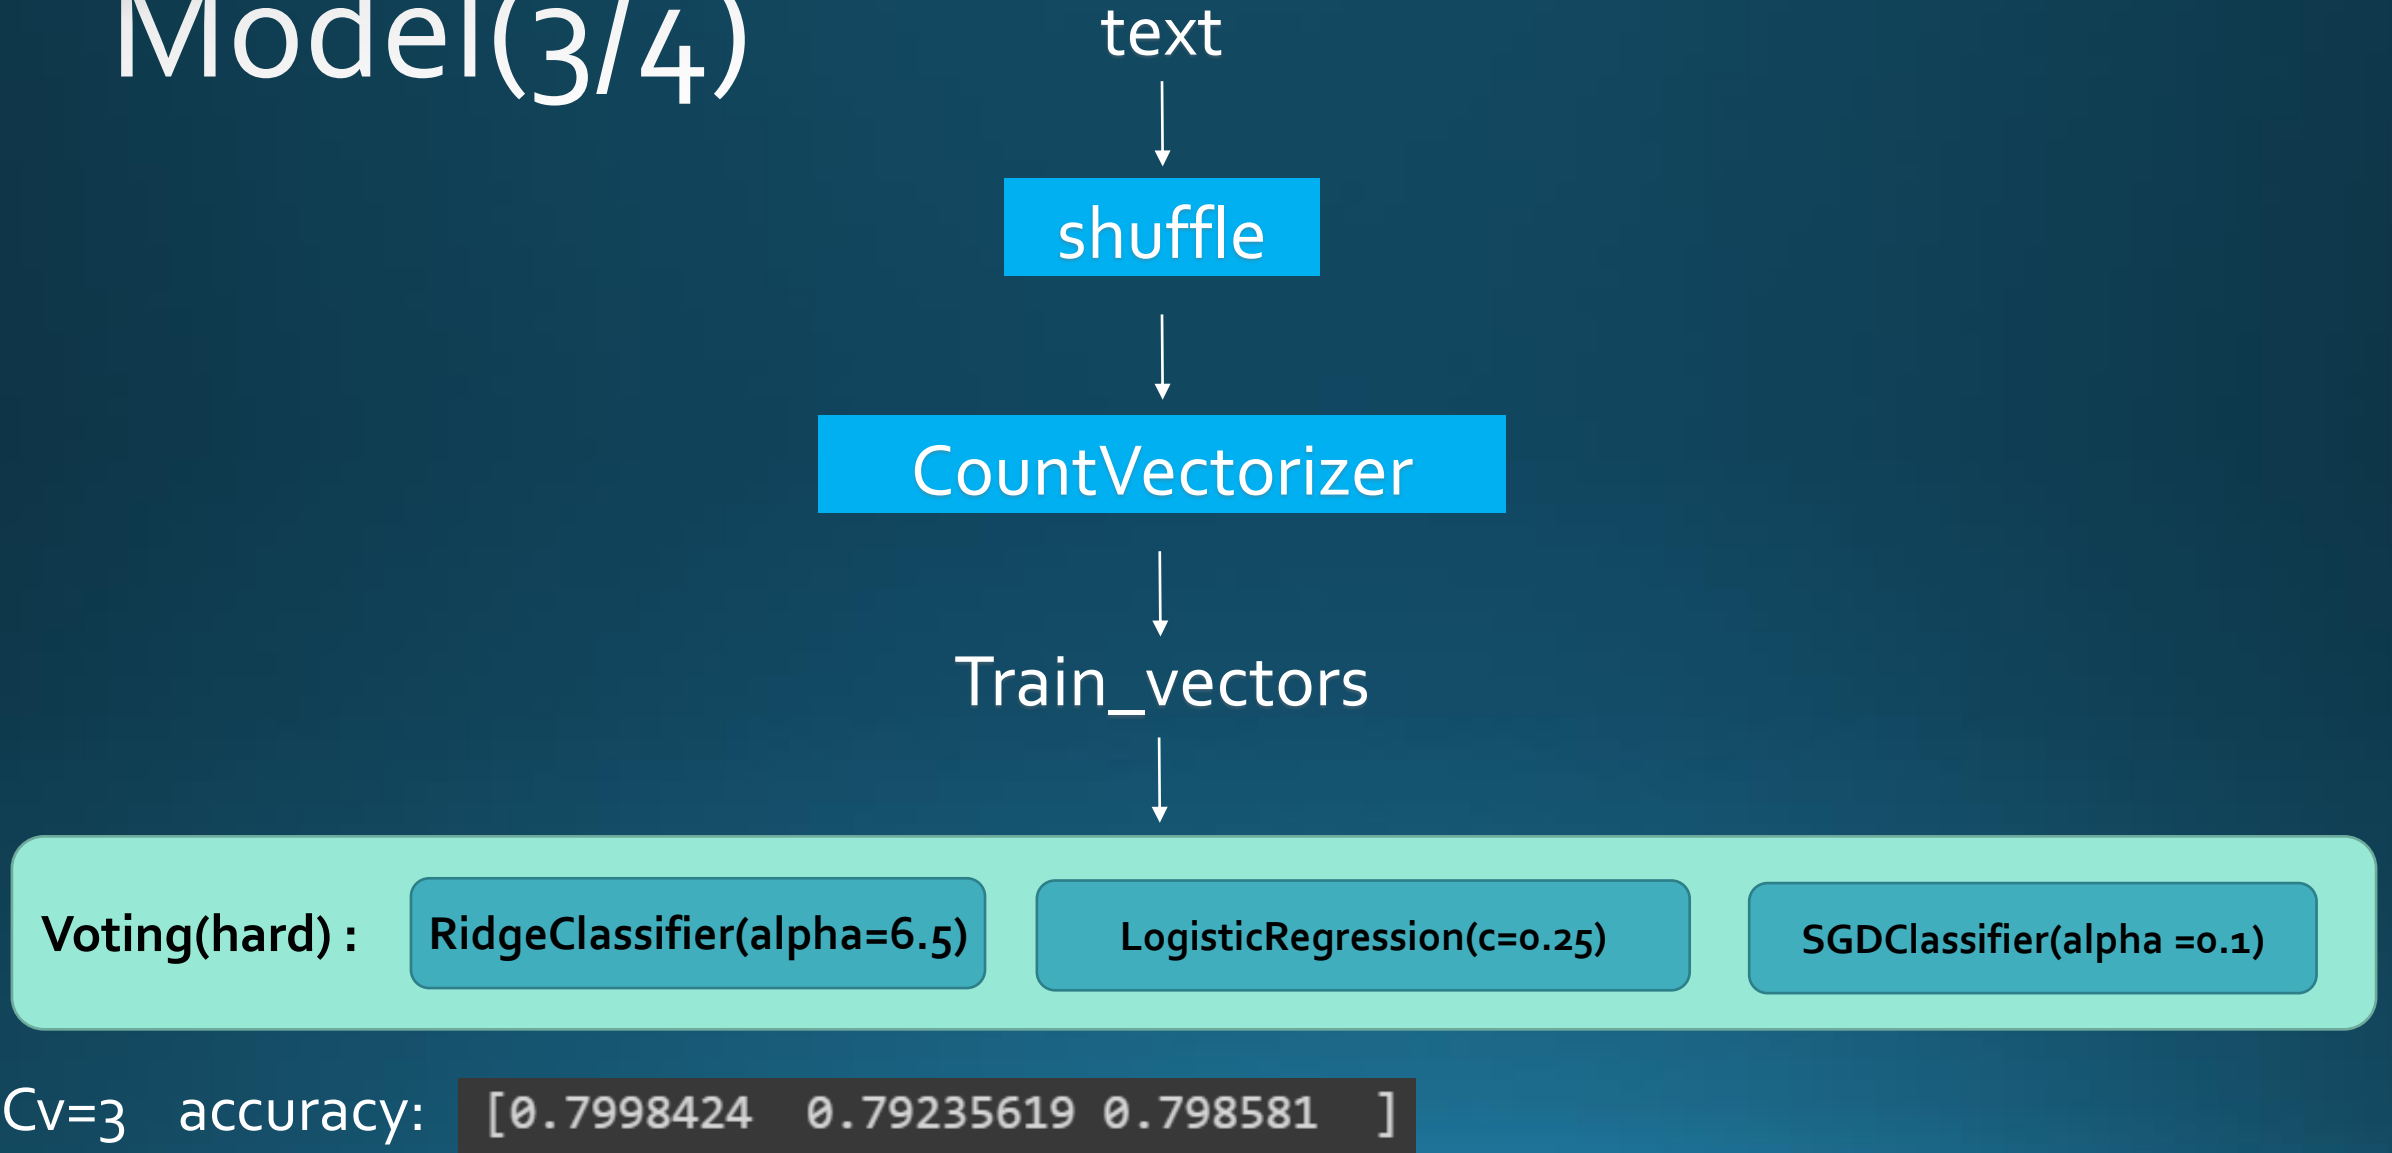 Model(3/4)
text
shuffle
CountVectorizer
Train_vectors
Voting(hard) : RidgeClassifier(alpha=6.5) LogisticRegression(c=0.25) SGDClassifier(alpha =0.1)
Cv=3 accuracy: [0.7998424 0.79235619 0.798581 ]